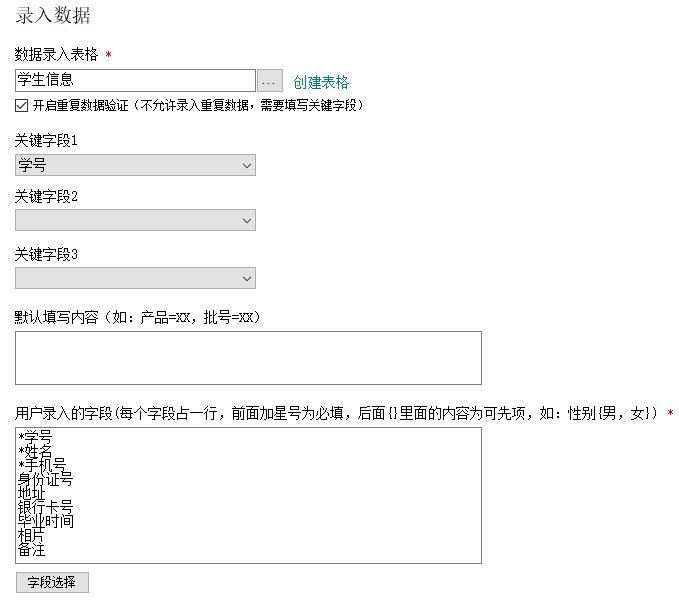 录入数据
数据录入表格 *
学生信息 ... 创建表格
开启重复数据验证（不允许录入重复数据，需要填写关键字段）
关键字段1
学号
关键字段2
关键字段3
默认填写内容（如：产品=XX，批号=XX）
用户录入的字段(每个字段占一行，前面加星号为必填，后面{}里面的内容为可先项，如：性别{男，女}) *
*学号
*姓名
*手机号
身份证号
地址
银行卡号
毕业时间
相片
备注
字段选择